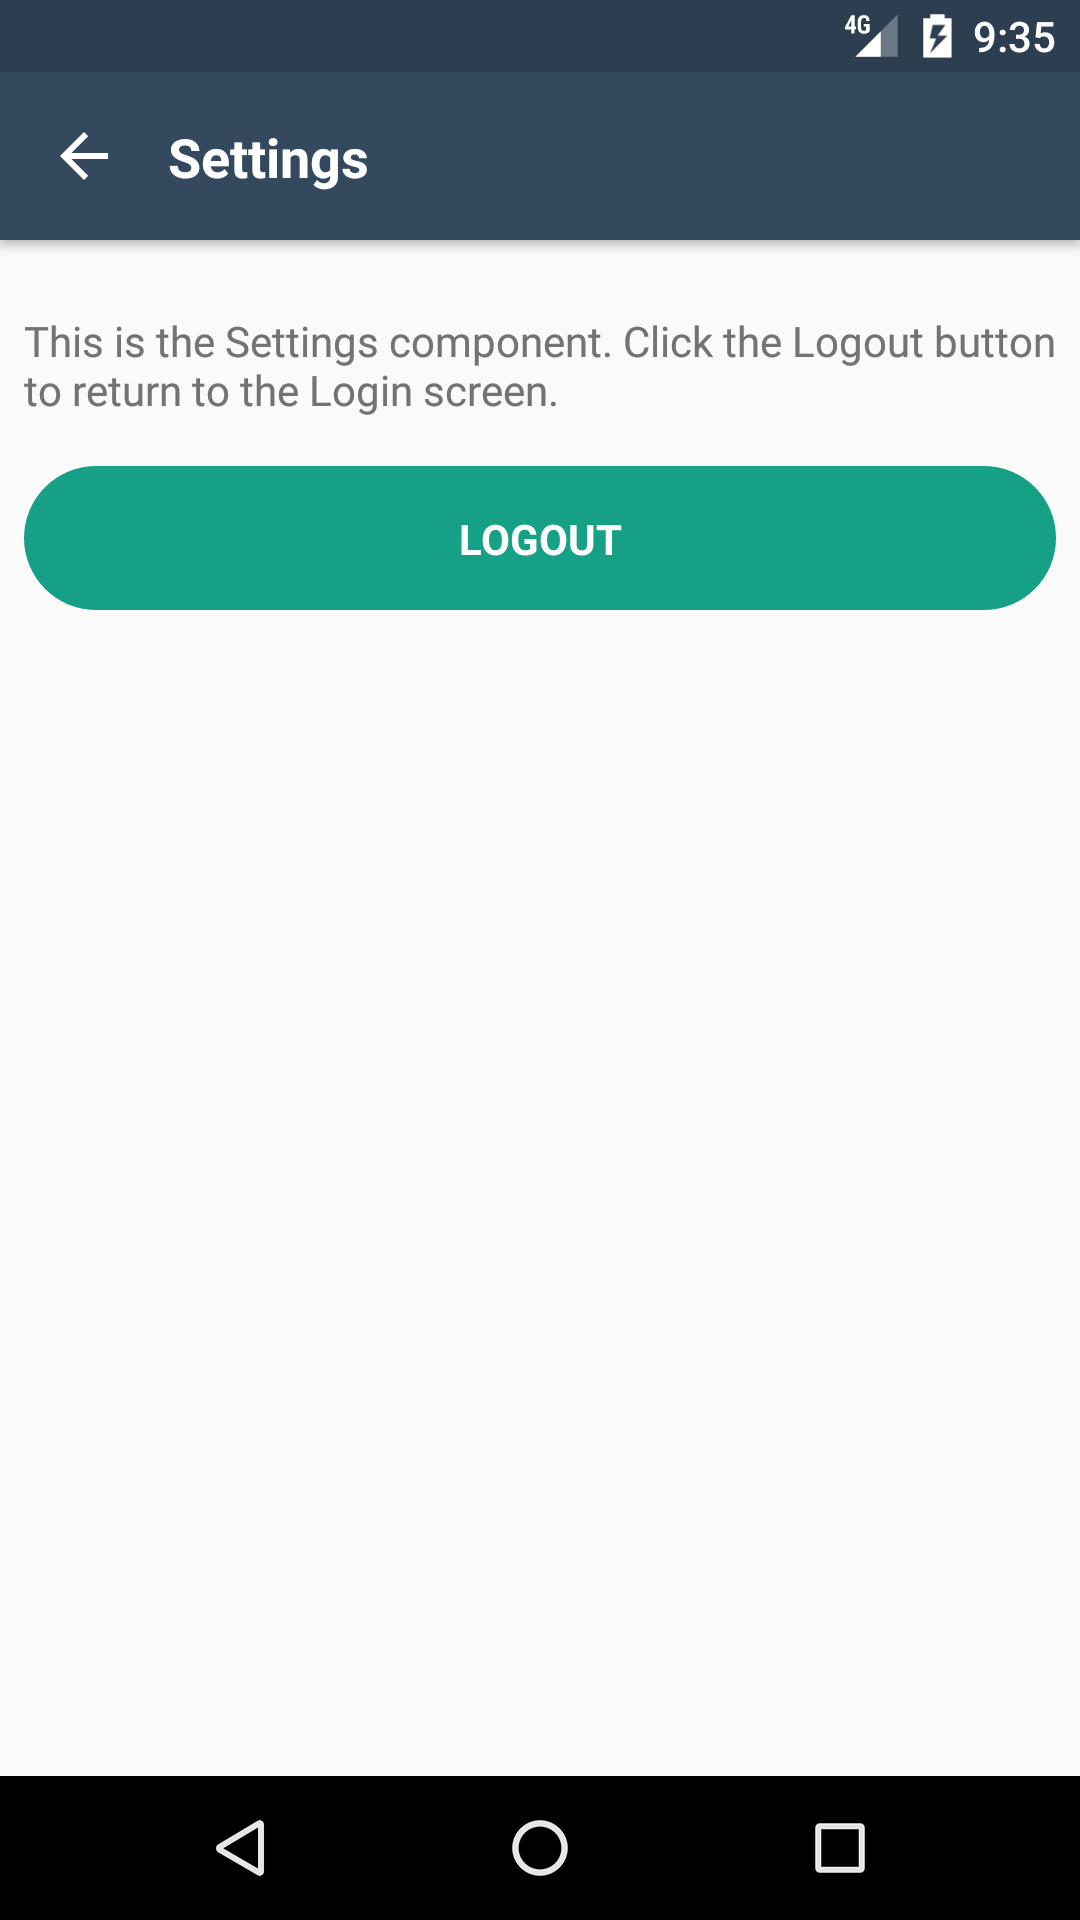 4G 9:35
Settings
This is the Settings component. Click the Logout button
to return to the Login screen.
LOGOUT